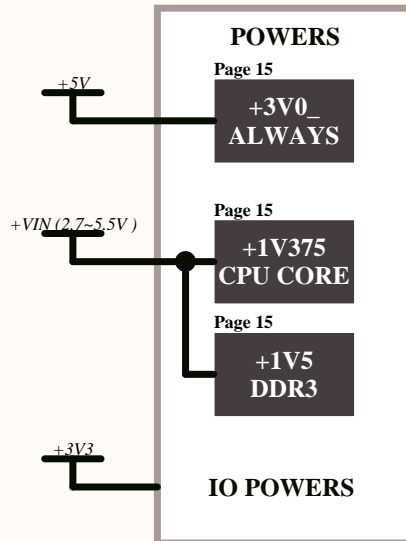 POWERS
Page 15
+5V
+3V0_
ALWAYS
Page 15
+VIN (2.7~5.5V )
+1V375
CPU CORE
Page 15
+1V5
DDR3
+3V3
IO POWERS